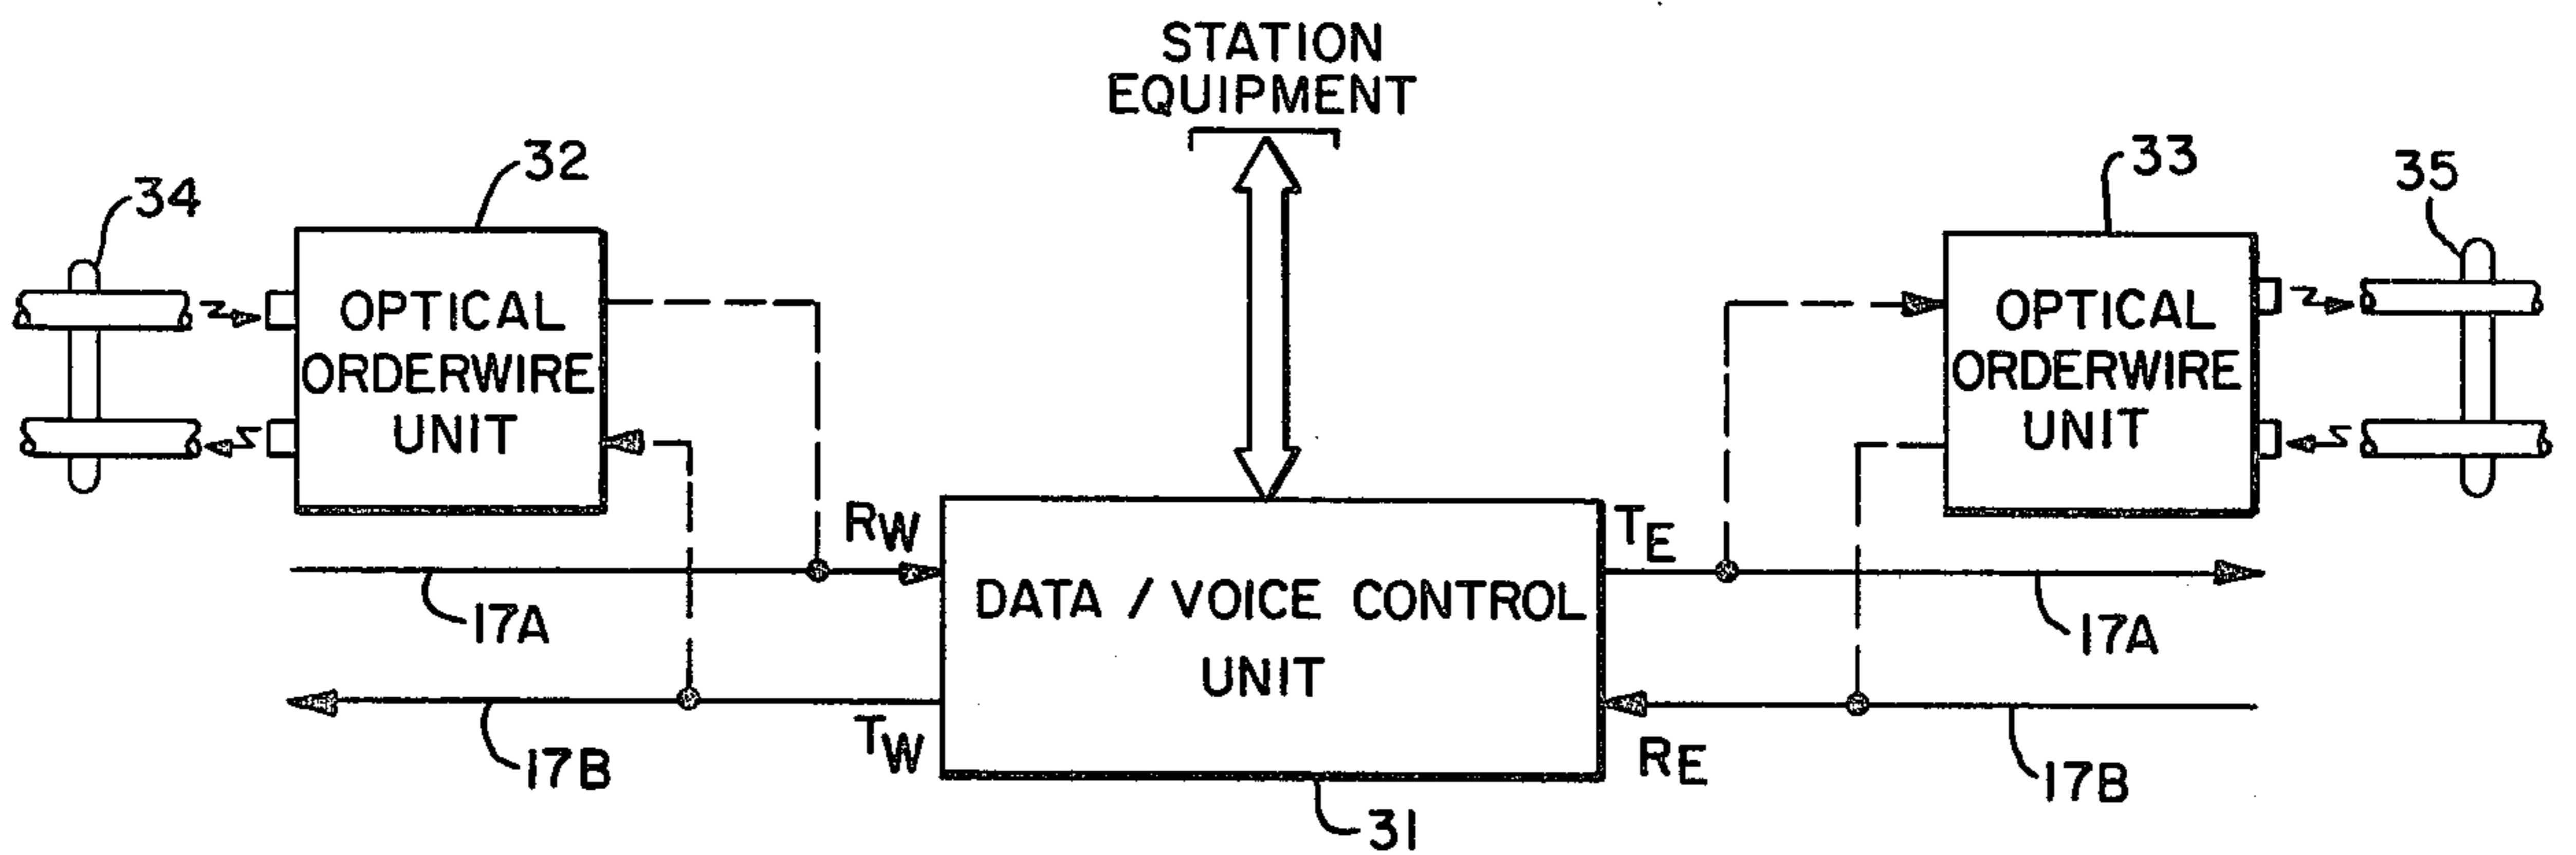 STATION
EQUIPMENT
34
32
33
35
OPTICAL
ORDERWIRE
UNIT
OPTICAL
ORDERWIRE
UNIT
RW
TE
DATA / VOICE CONTROL
UNIT
17A
17A
TW
RE
17B
17B
31